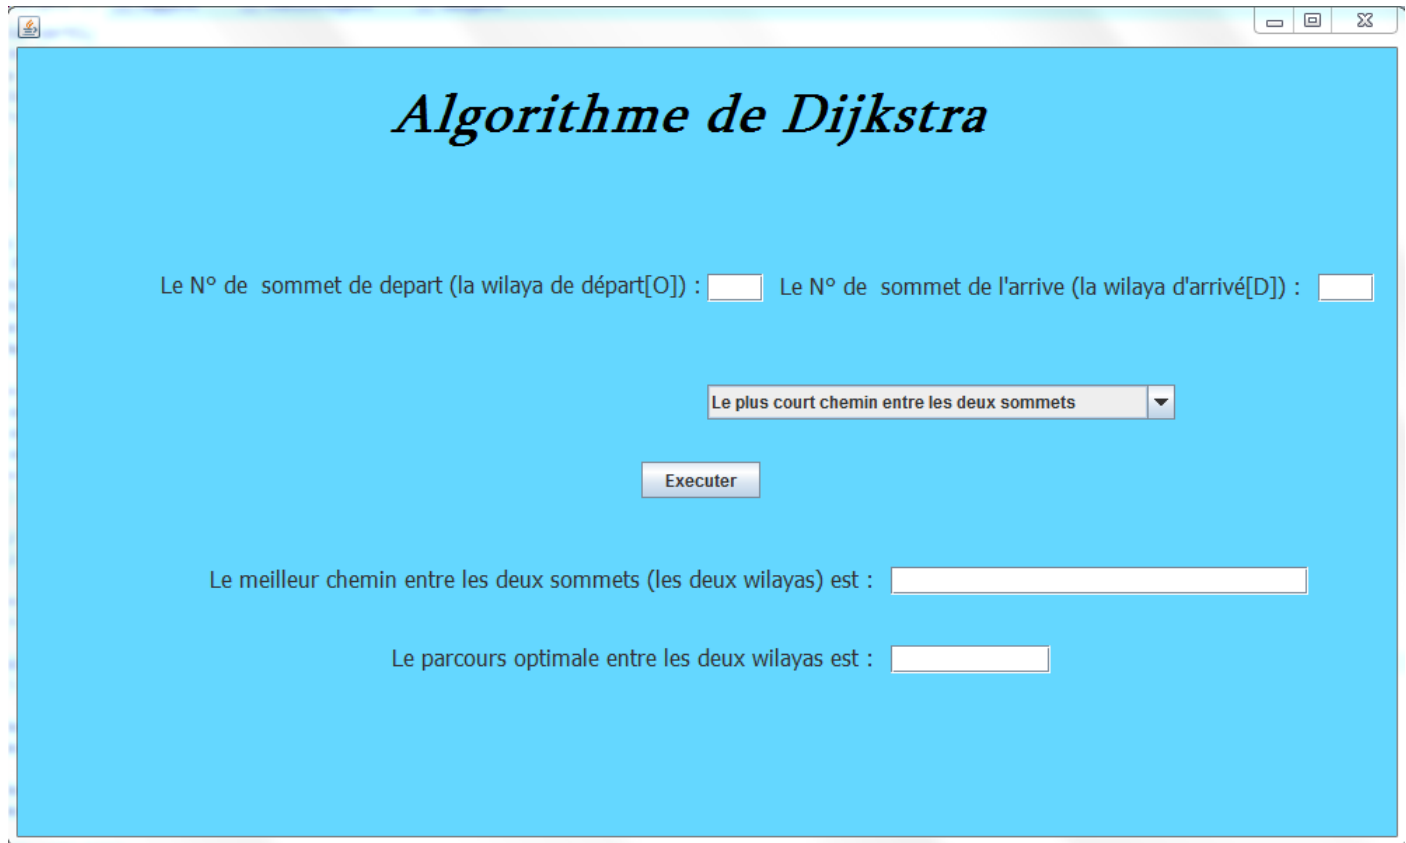 Algorithme de Dijkstra
Le N° de  sommet de depart (la wilaya de départ[O]) :
Le N° de  sommet de l'arrive (la wilaya d'arrivé[D]) :
Le plus court chemin entre les deux sommets
Executer
Le meilleur chemin entre les deux sommets (les deux wilayas) est :
Le parcours optimale entre les deux wilayas est :